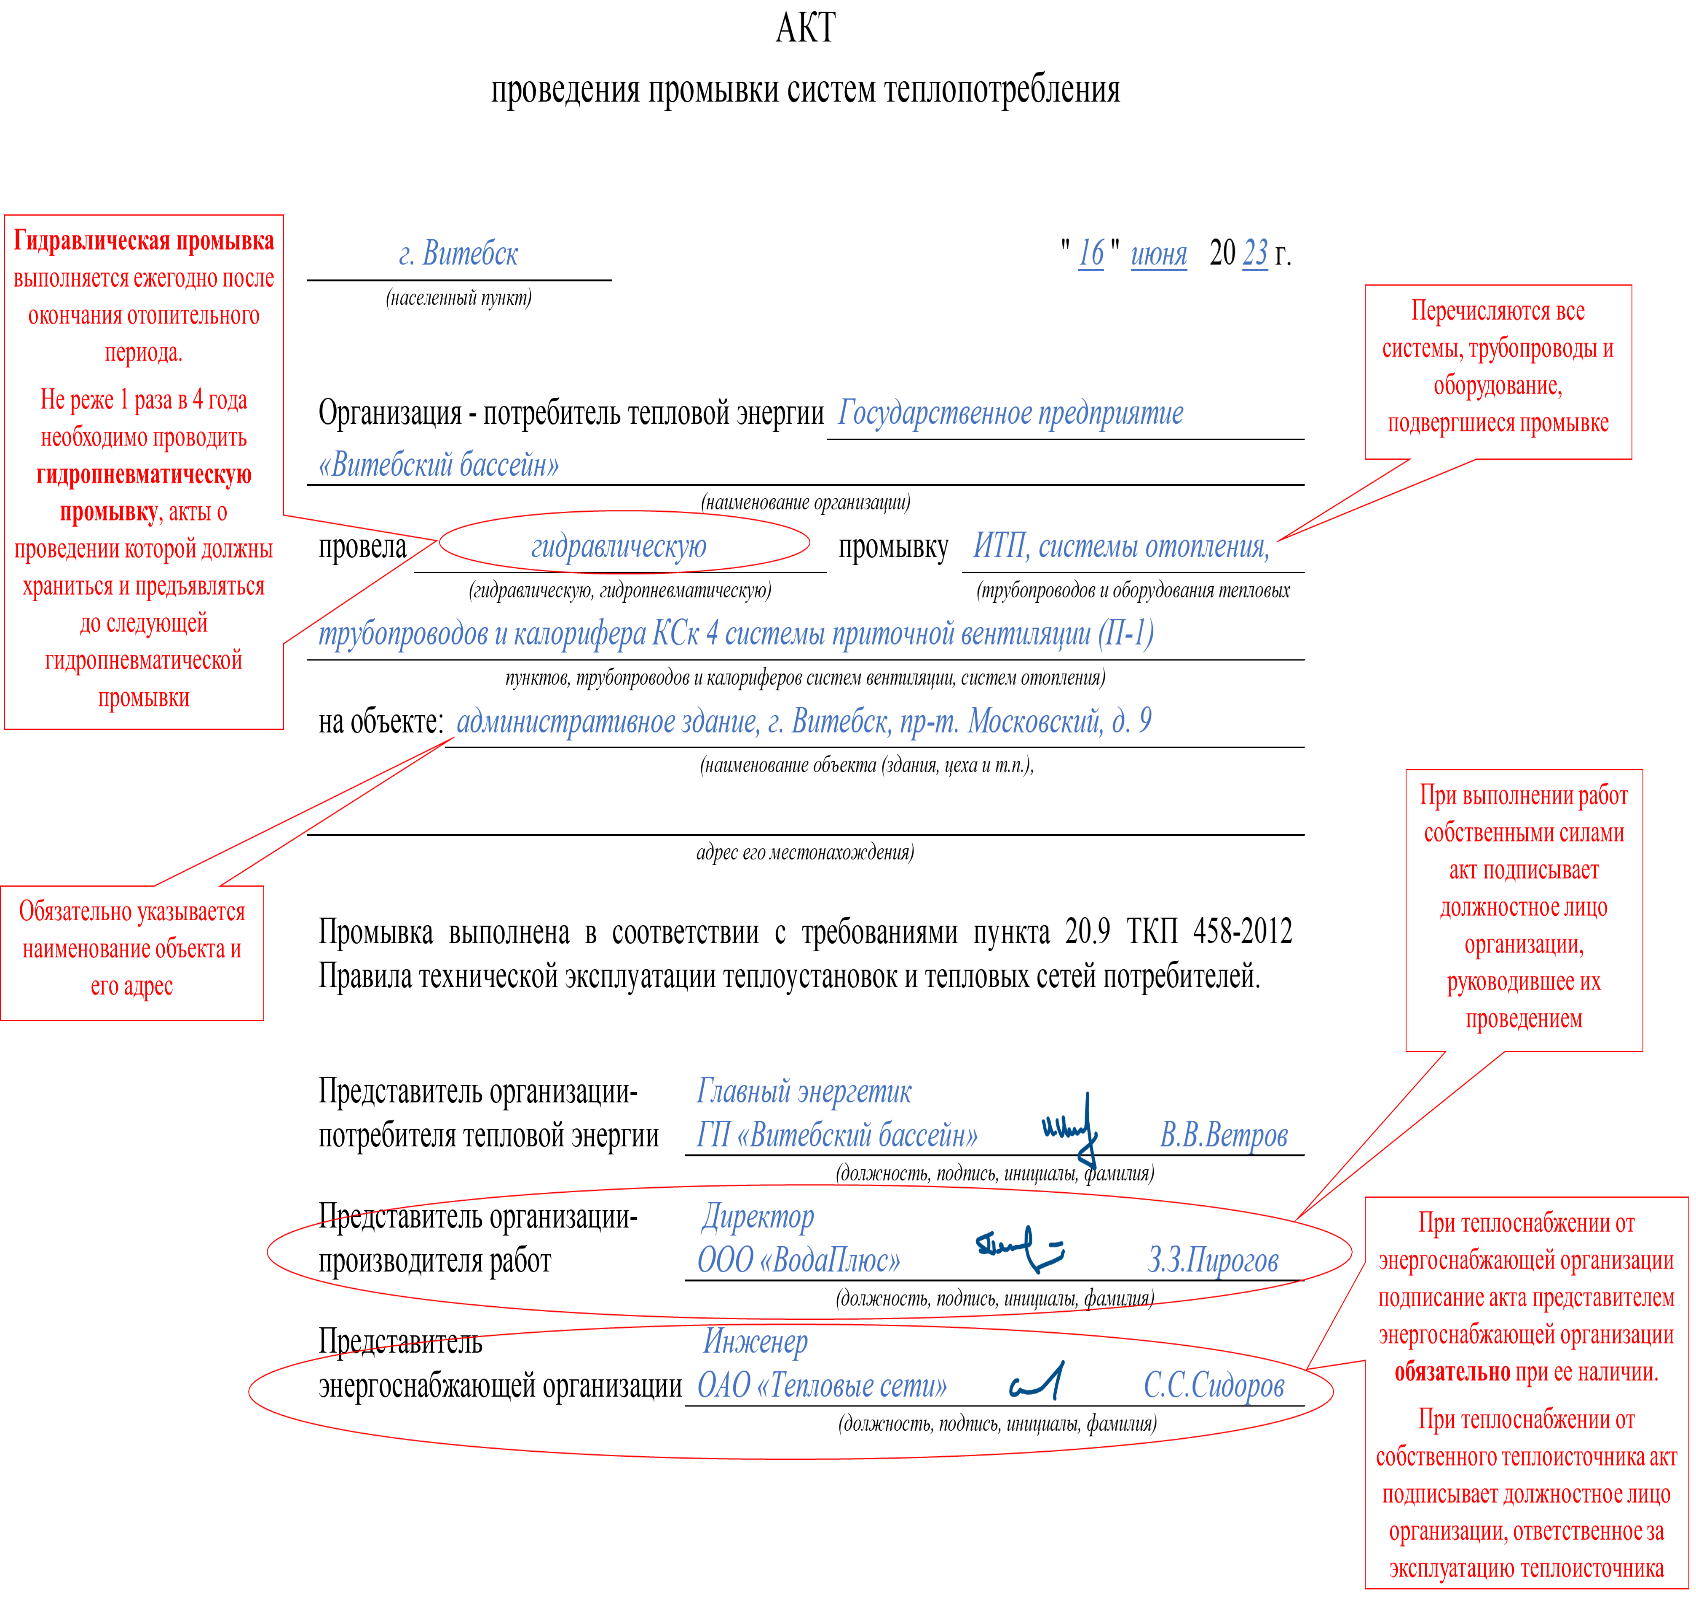 АКТ
проведения промывки систем теплопотребления
Гидравлическая промывка
выполняется ежегодно после
окончания отопительного
периода.
Не реже 1 раза в 4 года
необходимо проводить
гидропневматическую
промывку, акты о
проведении которой должны
храниться и предъявляться
до следующей
гидропневматической
промывки
г. Витебск
(населенный пункт)
" 16 " июня 20 23 г.
Перечисляются все
системы, трубопроводы и
оборудование,
подвергшиеся промывке
Организация - потребитель тепловой энергии Государственное предприятие
«Витебский бассейн»
(наименование организации)
провела гидравлическую промывку ИТП, системы отопления,
(гидравлическую, гидропневматическую) (трубопроводов и оборудования тепловых
трубопроводов и калорифера КСк 4 системы приточной вентиляции (П-1)
пунктов, трубопроводов и калориферов систем вентиляции, систем отопления)
на объекте: административное здание, г. Витебск, пр-т. Московский, д. 9
(наименование объекта (здания, цеха и т.п.),
адрес его местонахождения)
Обязательно указывается
наименование объекта и
его адрес
При выполнении работ
собственными силами
акт подписывает
должностное лицо
организации,
руководившее их
проведением
Промывка выполнена в соответствии с требованиями пункта 20.9 ТКП 458-2012
Правила технической эксплуатации теплоустановок и тепловых сетей потребителей.
Представитель организации- Главный энергетик
потребителя тепловой энергии ГП «Витебский бассейн» В.В.Ветров
(должность, подпись, инициалы, фамилия)
Представитель организации- Директор
производителя работ ООО «ВодаПлюс» З.З.Пирогов
(должность, подпись, инициалы, фамилия)
Представитель Инженер
энергоснабжающей организации ОАО «Тепловые сети» С.С.Сидоров
(должность, подпись, инициалы, фамилия)
При теплоснабжении от
энергоснабжающей организации
подписание акта представителем
энергоснабжающей организации
обязательно при ее наличии.
При теплоснабжении от
собственного теплоисточника акт
подписывает должностное лицо
организации, ответственное за
эксплуатацию теплоисточника